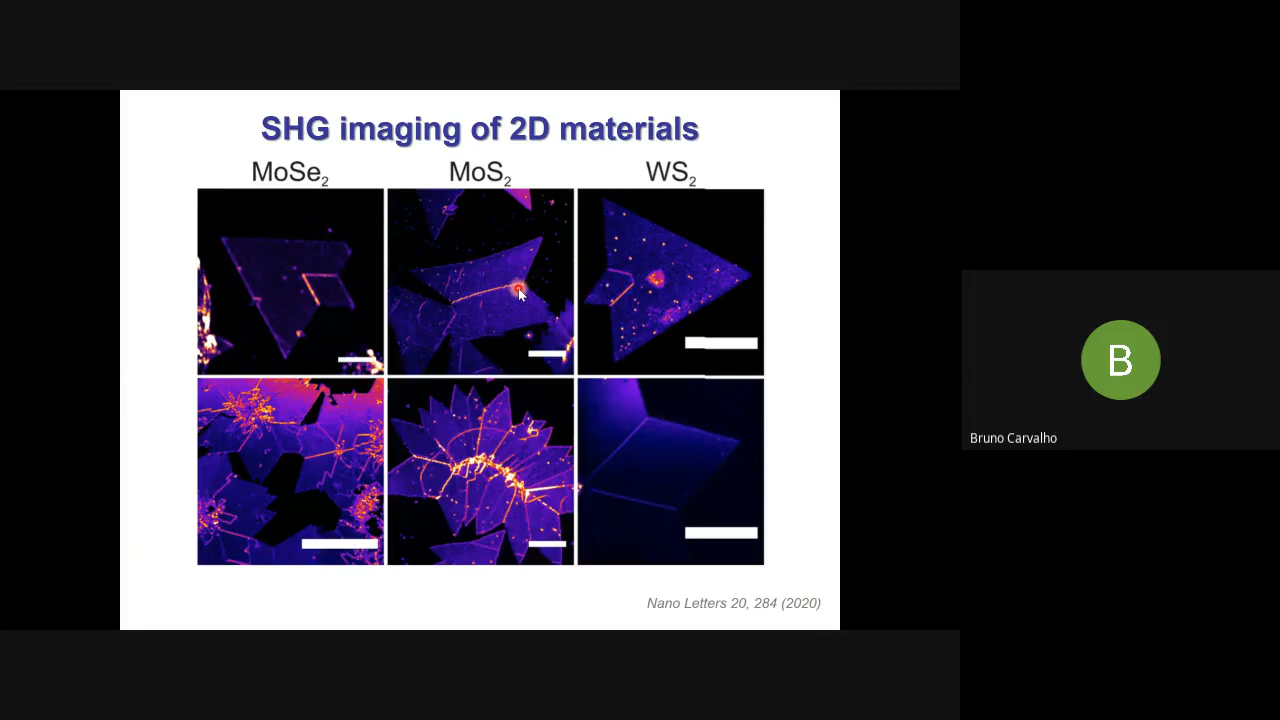 SHG imaging of 2D materials
MoSe₂ MoS₂ WS₂
Nano Letters 20, 284 (2020)
B
Bruno Carvalho